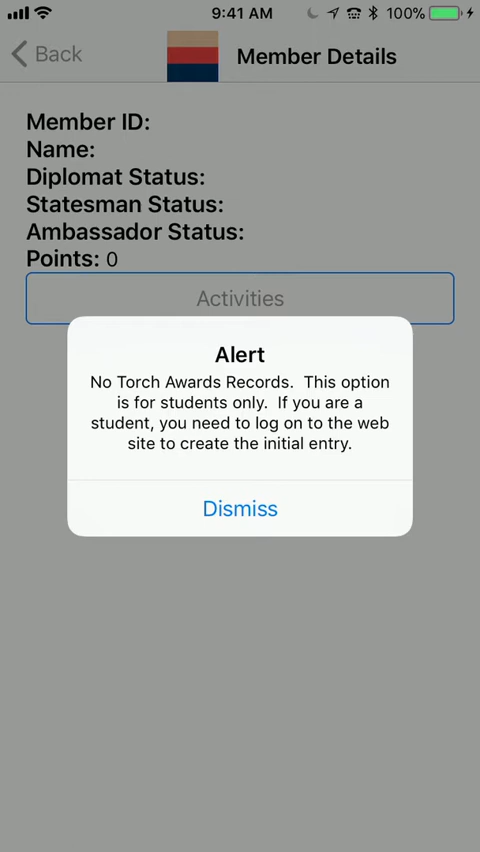 9:41 AM 100%
Back Member Details
Member ID:
Name:
Diplomat Status:
Statesman Status:
Ambassador Status:
Points: 0
Activities
Alert
No Torch Awards Records.  This option
is for students only.  If you are a
student, you need to log on to the web
site to create the initial entry.
Dismiss